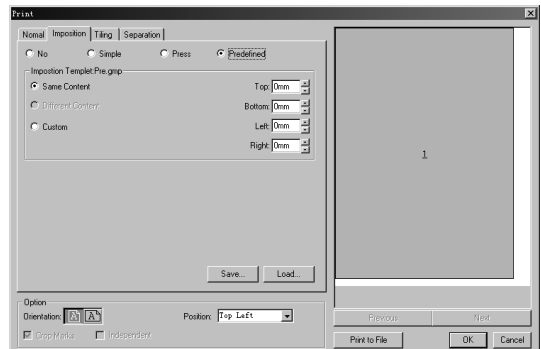 Print
Nomal Imposition Tiling Separation
No Simple Press Predefined
Impostion Templet:Pre.gmp
Same Content Top: 0mm
Different Content Bottom: 0mm
Custom Left: 0mm
Right: 0mm
1
Save... Load...
Option
Orientation: A A Position: Top Left
Crop Marks Independent
Previous Next
Print to File OK Cancel